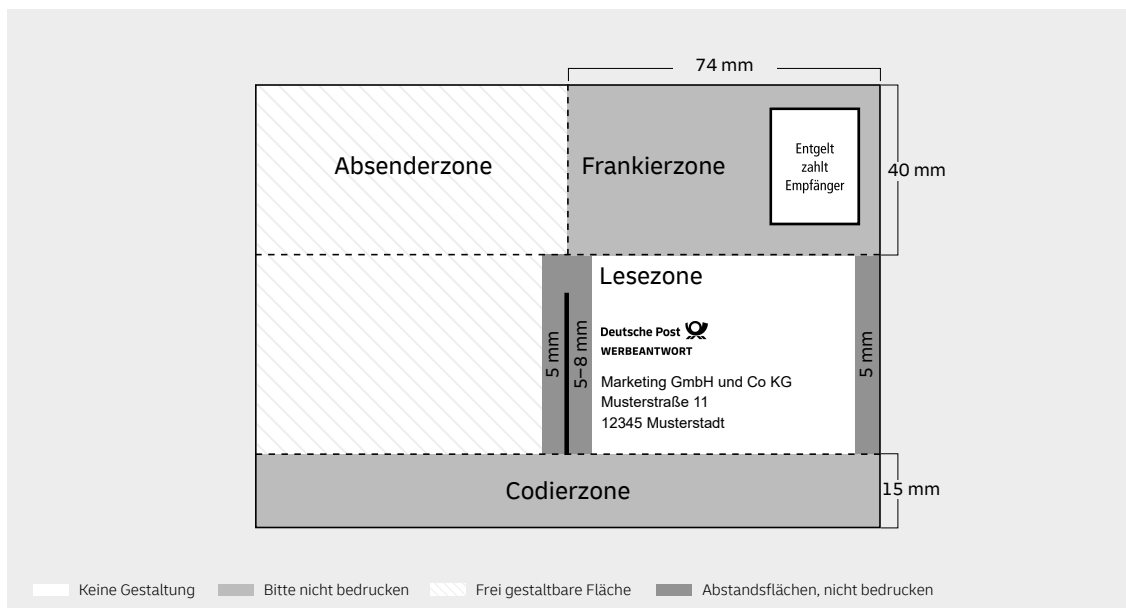 74 mm
Absenderzone
Frankierzone
Entgelt
zahlt
Empfänger
40 mm
Lesezone
5 mm
5–8 mm
Deutsche Post
WERBEANTWORT
Marketing GmbH und Co KG
Musterstraße 11
12345 Musterstadt
5 mm
Codierzone
15 mm
Keine Gestaltung
Bitte nicht bedrucken
Frei gestaltbare Fläche
Abstandsflächen, nicht bedrucken